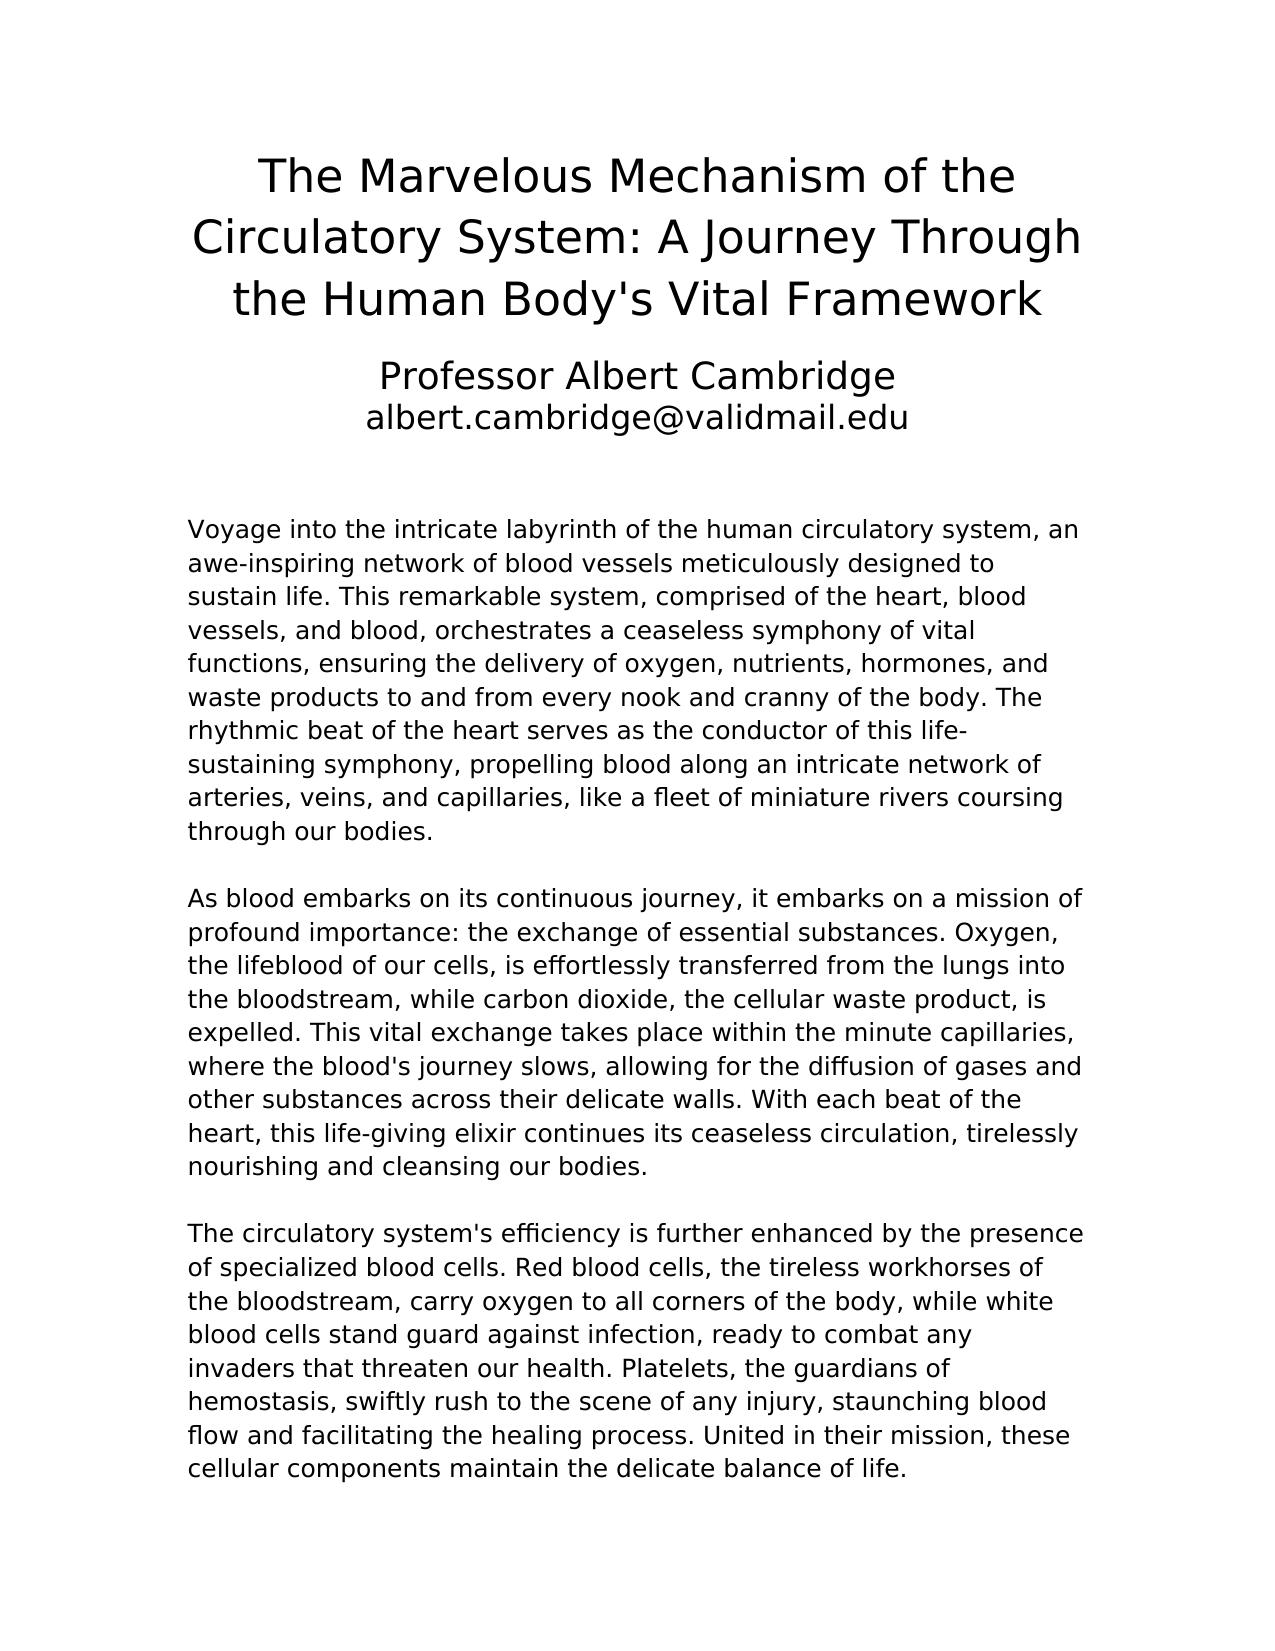 The Marvelous Mechanism of the
Circulatory System: A Journey Through
the Human Body's Vital Framework
Professor Albert Cambridge
albert.cambridge@validmail.edu
Voyage into the intricate labyrinth of the human circulatory system, an
awe-inspiring network of blood vessels meticulously designed to
sustain life. This remarkable system, comprised of the heart, blood
vessels, and blood, orchestrates a ceaseless symphony of vital
functions, ensuring the delivery of oxygen, nutrients, hormones, and
waste products to and from every nook and cranny of the body. The
rhythmic beat of the heart serves as the conductor of this life-
sustaining symphony, propelling blood along an intricate network of
arteries, veins, and capillaries, like a fleet of miniature rivers coursing
through our bodies.
As blood embarks on its continuous journey, it embarks on a mission of
profound importance: the exchange of essential substances. Oxygen,
the lifeblood of our cells, is effortlessly transferred from the lungs into
the bloodstream, while carbon dioxide, the cellular waste product, is
expelled. This vital exchange takes place within the minute capillaries,
where the blood's journey slows, allowing for the diffusion of gases and
other substances across their delicate walls. With each beat of the
heart, this life-giving elixir continues its ceaseless circulation, tirelessly
nourishing and cleansing our bodies.
The circulatory system's efficiency is further enhanced by the presence
of specialized blood cells. Red blood cells, the tireless workhorses of
the bloodstream, carry oxygen to all corners of the body, while white
blood cells stand guard against infection, ready to combat any
invaders that threaten our health. Platelets, the guardians of
hemostasis, swiftly rush to the scene of any injury, staunching blood
flow and facilitating the healing process. United in their mission, these
cellular components maintain the delicate balance of life.